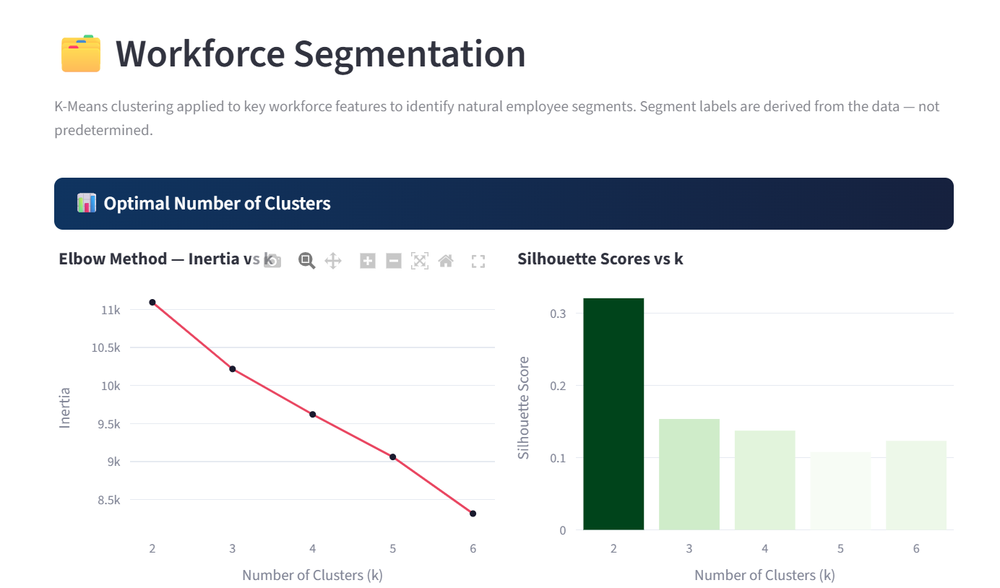 Workforce Segmentation
K-Means clustering applied to key workforce features to identify natural employee segments. Segment labels are derived from the data — not
predetermined.
Optimal Number of Clusters
Elbow Method — Inertia vs k
11k
10.5k
10k
9.5k
9k
8.5k
Inertia
2 3 4 5 6
Number of Clusters (k)
Silhouette Scores vs k
0.3
0.2
0.1
0
Silhouette Score
2 3 4 5 6
Number of Clusters (k)